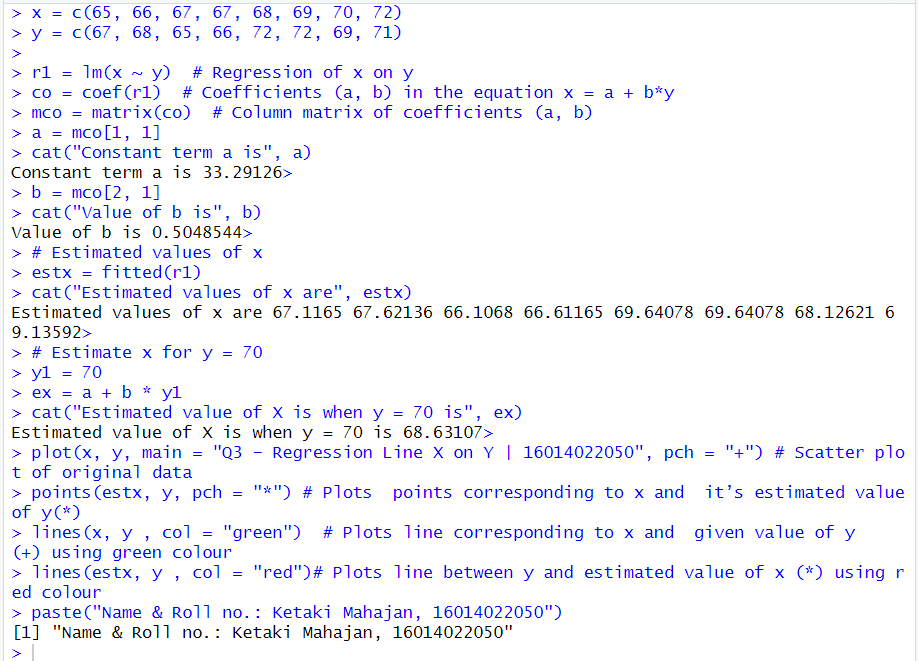 > x = c(65, 66, 67, 67, 68, 69, 70, 72)
> y = c(67, 68, 65, 66, 72, 72, 69, 71)
>
> r1 = lm(x ~ y)  # Regression of x on y
> co = coef(r1)  # Coefficients (a, b) in the equation x = a + b*y
> mco = matrix(co)  # Column matrix of coefficients (a, b)
> a = mco[1, 1]
> cat("Constant term a is", a)
Constant term a is 33.29126>
> b = mco[2, 1]
> cat("Value of b is", b)
Value of b is 0.5048544>
> # Estimated values of x
> estx = fitted(r1)
> cat("Estimated values of x are", estx)
Estimated values of x are 67.1165 67.62136 66.1068 66.61165 69.64078 69.64078 68.12621 6
9.13592>
> # Estimate x for y = 70
> y1 = 70
> ex = a + b * y1
> cat("Estimated value of X is when y = 70 is", ex)
Estimated value of X is when y = 70 is 68.63107>
> plot(x, y, main = "Q3 - Regression Line X on Y | 16014022050", pch = "+") # Scatter plo
t of original data
> points(estx, y, pch = "*") # Plots  points corresponding to x and  it’s estimated value
of y(*)
> lines(x, y , col = "green")  # Plots line corresponding to x and  given value of y
(+) using green colour
> lines(estx, y , col = "red")# Plots line between y and estimated value of x (*) using r
ed colour
> paste("Name & Roll no.: Ketaki Mahajan, 16014022050")
[1] "Name & Roll no.: Ketaki Mahajan, 16014022050"
>